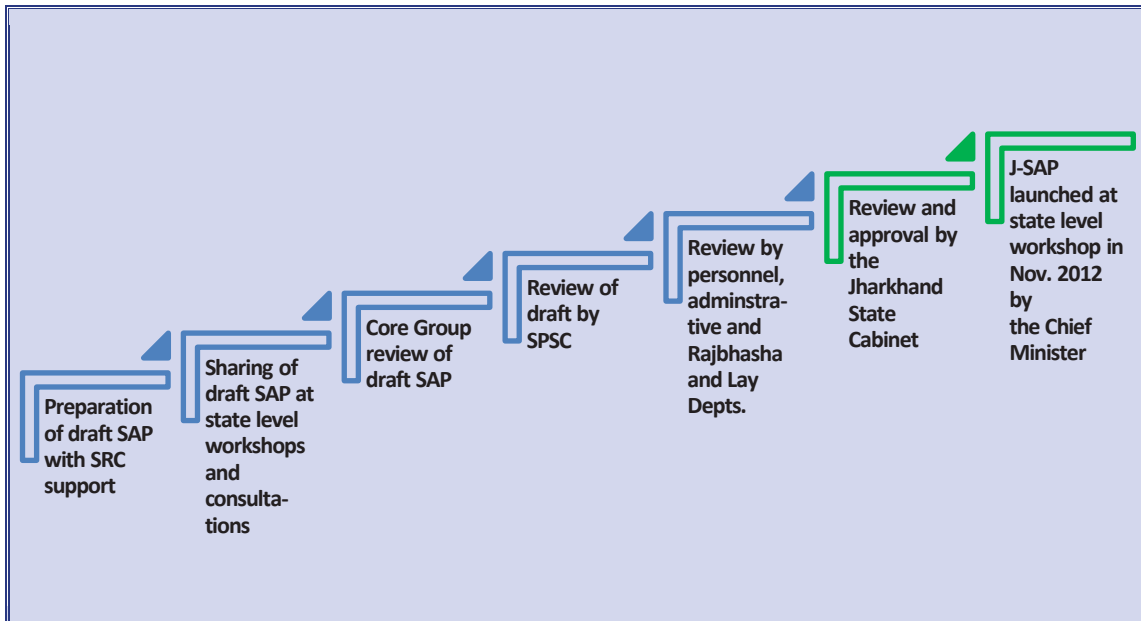 Preparation
of draft SAP
with SRC
support
Sharing of
draft SAP at
state level
workshops
and
consulta-
tions
Core Group
review of
draft SAP
Review of
draft by
SPSC
Review by
personnel,
adminstra-
tive and
Rajbhasha
and Lay
Depts.
Review and
approval by
the
Jharkhand
State
Cabinet
J-SAP
launched at
state level
workshop in
Nov. 2012
by
the Chief
Minister